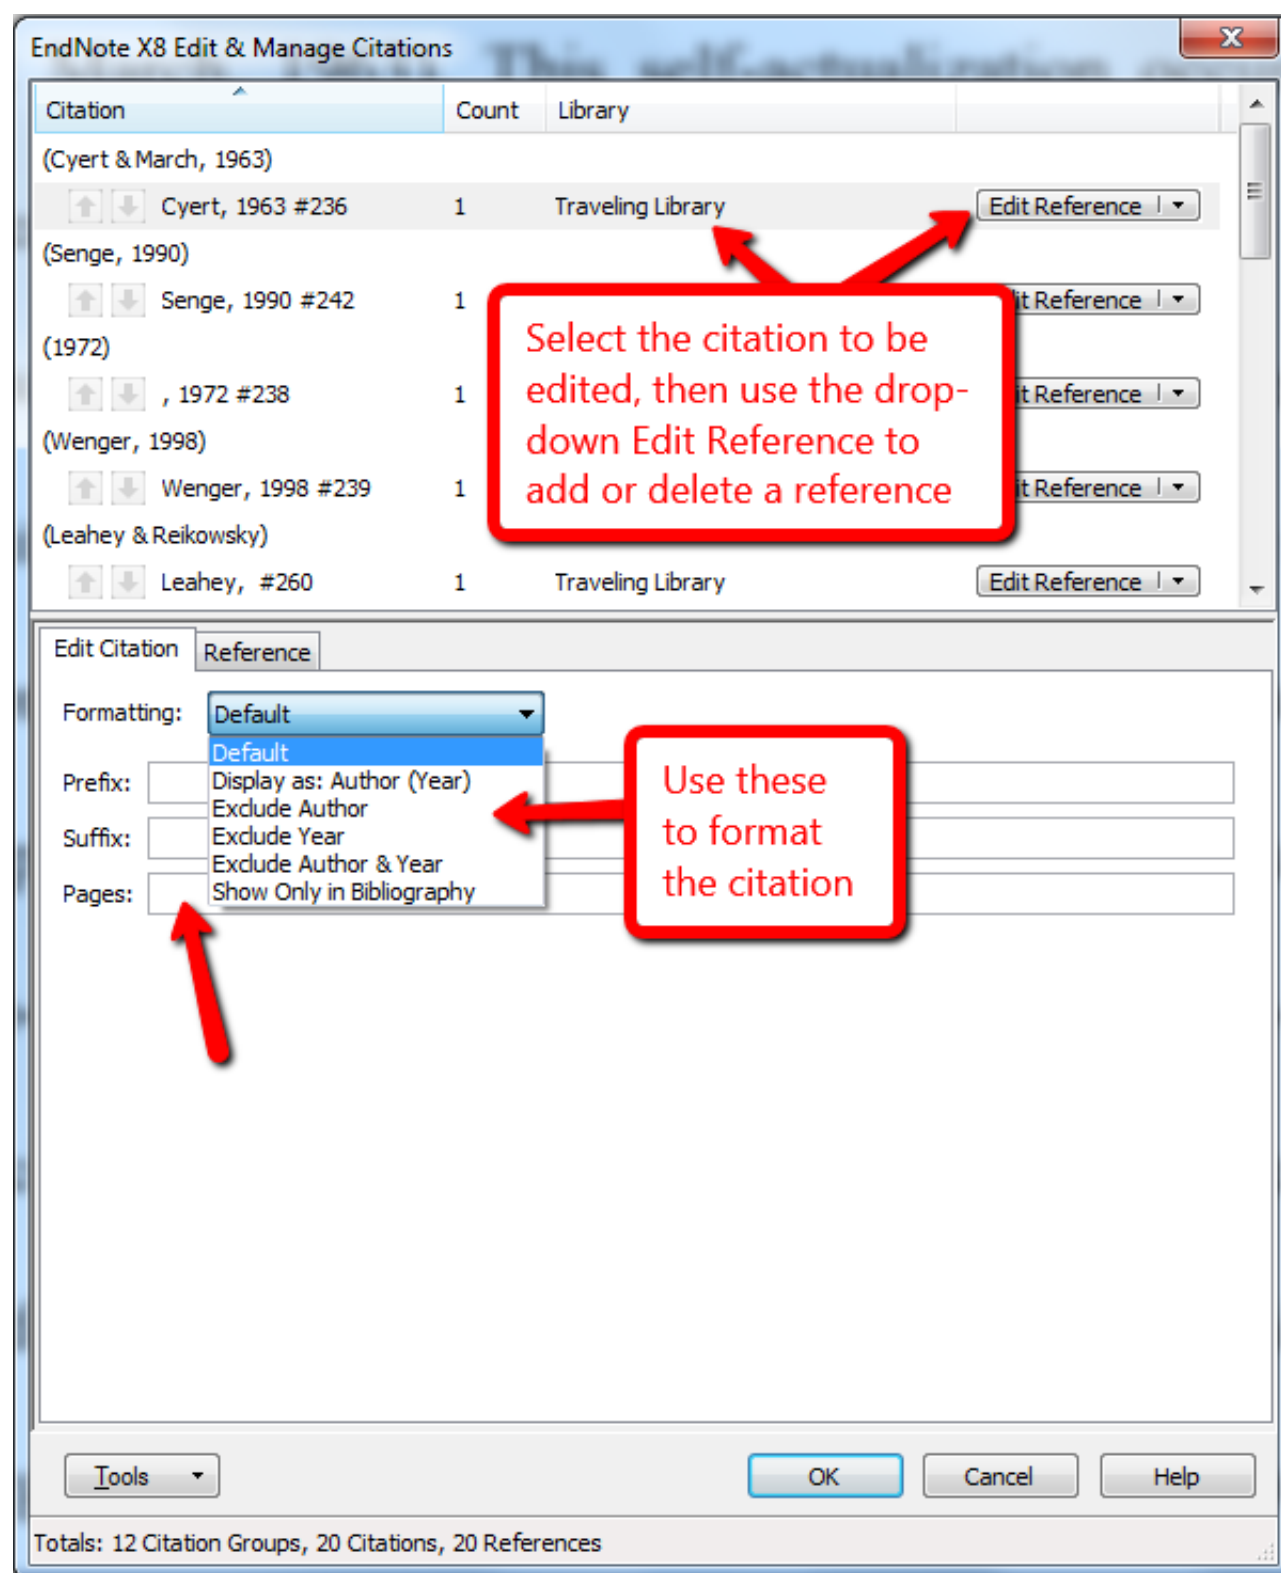 EndNote X8 Edit & Manage Citations
This self-actualization
Citation Count Library
(Cyert & March, 1963)
Cyert, 1963 #236 1 Traveling Library Edit Reference
(Senge, 1990)
Senge, 1990 #242 1 it Reference
(1972)
, 1972 #238 1 it Reference
(Wenger, 1998)
Wenger, 1998 #239 1 it Reference
(Leahey & Reikowsky)
Leahey, #260 1 Traveling Library Edit Reference
Select the citation to be
edited, then use the drop-
down Edit Reference to
add or delete a reference
Edit Citation Reference
Formatting: Default
Default
Display as: Author (Year)
Exclude Author
Exclude Year
Exclude Author & Year
Show Only in Bibliography
Prefix:
Suffix:
Pages:
Use these
to format
the citation
Tools OK Cancel Help
Totals: 12 Citation Groups, 20 Citations, 20 References